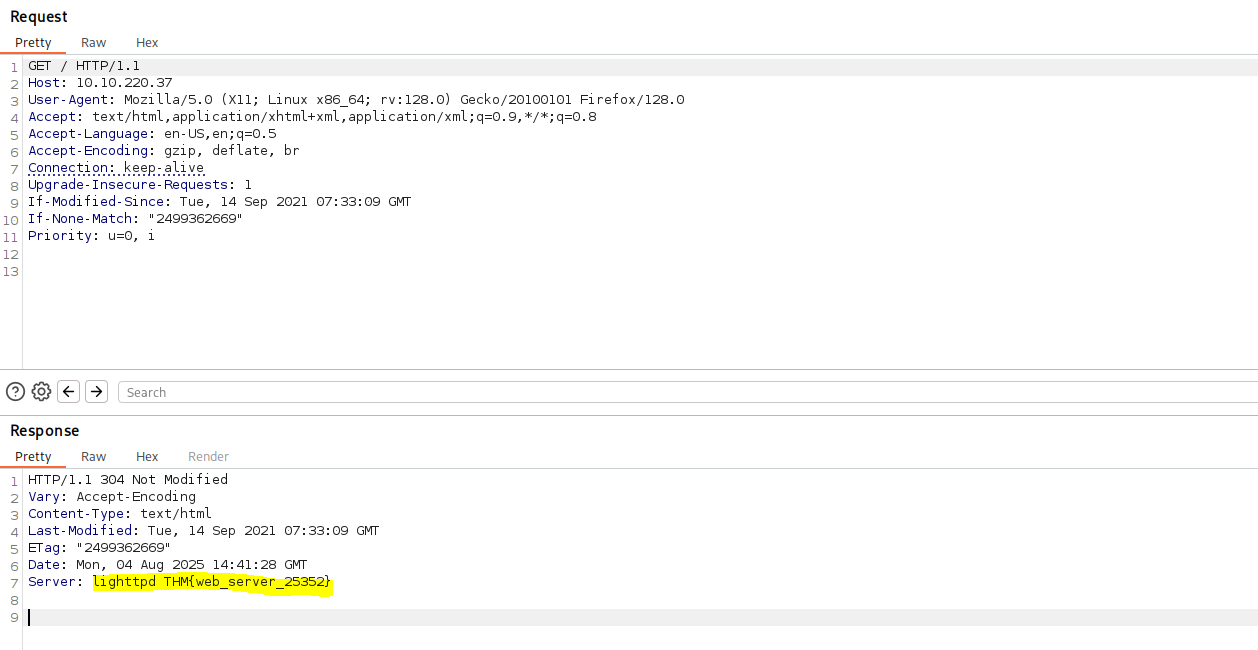 Request
Pretty Raw Hex
1 GET / HTTP/1.1
2 Host: 10.10.220.37
3 User-Agent: Mozilla/5.0 (X11; Linux x86_64; rv:128.0) Gecko/20100101 Firefox/128.0
4 Accept: text/html,application/xhtml+xml,application/xml;q=0.9,*/*;q=0.8
5 Accept-Language: en-US,en;q=0.5
6 Accept-Encoding: gzip, deflate, br
7 Connection: keep-alive
8 Upgrade-Insecure-Requests: 1
9 If-Modified-Since: Tue, 14 Sep 2021 07:33:09 GMT
10 If-None-Match: "2499362669"
11 Priority: u=0, i
12
13
Search
Response
Pretty Raw Hex Render
1 HTTP/1.1 304 Not Modified
2 Vary: Accept-Encoding
3 Content-Type: text/html
4 Last-Modified: Tue, 14 Sep 2021 07:33:09 GMT
5 ETag: "2499362669"
6 Date: Mon, 04 Aug 2025 14:41:28 GMT
7 Server: lighttpd THM{web_server_25352}
8
9